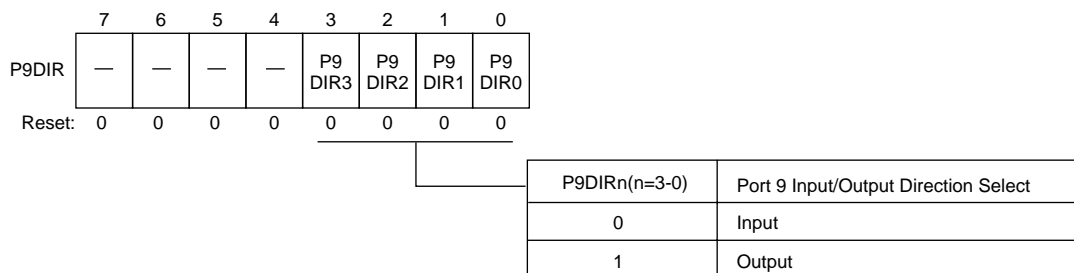 7 6 5 4 3 2 1 0
P9DIR — — — — P9 DIR3 P9 DIR2 P9 DIR1 P9 DIR0
Reset: 0 0 0 0 0 0 0 0
P9DIRn(n=3-0) Port 9 Input/Output Direction Select
0 Input
1 Output